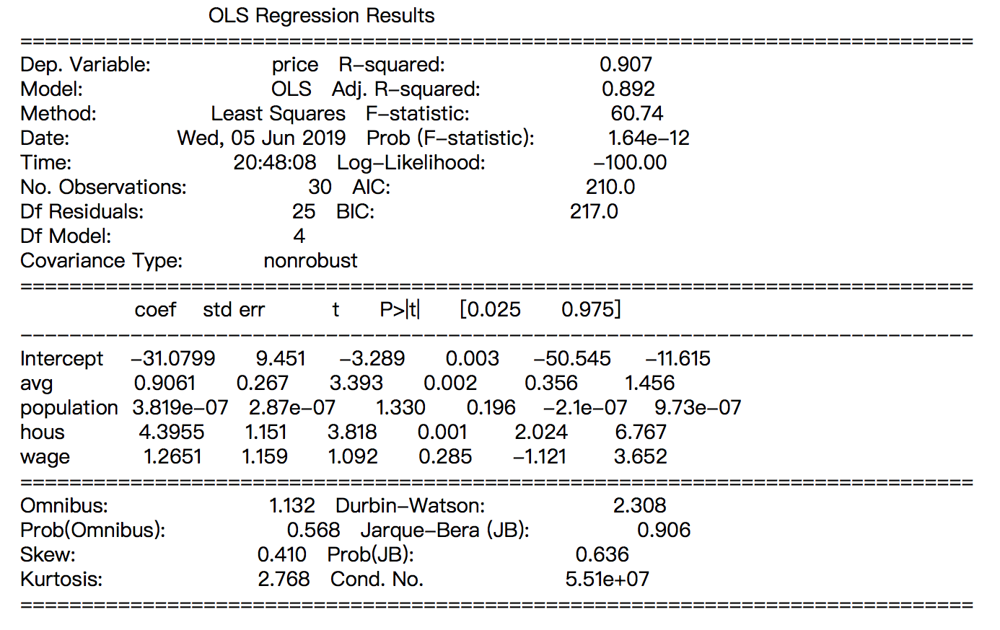 OLS Regression Results
==============================================================================
Dep. Variable: price R-squared: 0.907
Model: OLS Adj. R-squared: 0.892
Method: Least Squares F-statistic: 60.74
Date: Wed, 05 Jun 2019 Prob (F-statistic): 1.64e-12
Time: 20:48:08 Log-Likelihood: -100.00
No. Observations: 30 AIC: 210.0
Df Residuals: 25 BIC: 217.0
Df Model: 4
Covariance Type: nonrobust
==============================================================================
coef std err t P>|t| [0.025 0.975]
------------------------------------------------------------------------------
Intercept -31.0799 9.451 -3.289 0.003 -50.545 -11.615
avg 0.9061 0.267 3.393 0.002 0.356 1.456
population 3.819e-07 2.87e-07 1.330 0.196 -2.1e-07 9.73e-07
hous 4.3955 1.151 3.818 0.001 2.024 6.767
wage 1.2651 1.159 1.092 0.285 -1.121 3.652
==============================================================================
Omnibus: 1.132 Durbin-Watson: 2.308
Prob(Omnibus): 0.568 Jarque-Bera (JB): 0.906
Skew: 0.410 Prob(JB): 0.636
Kurtosis: 2.768 Cond. No. 5.51e+07
==============================================================================